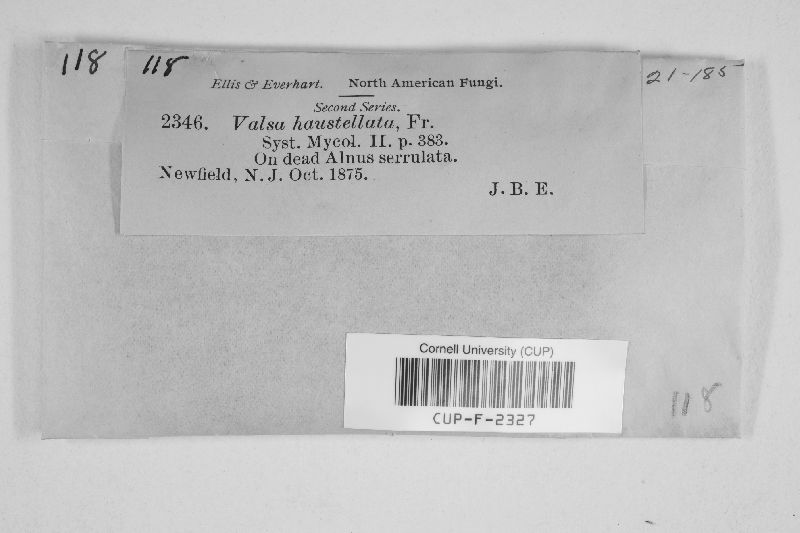 118
118
21-185
Ellis & Everhart. North American Fungi.
Second Series.
2346. Valsa haustellata, Fr.
Syst. Mycol. II. p. 383.
On dead Alnus serrulata.
Newfield, N. J. Oct. 1875.
J. B. E.
Cornell University (CUP)
CUP-F-2327
118